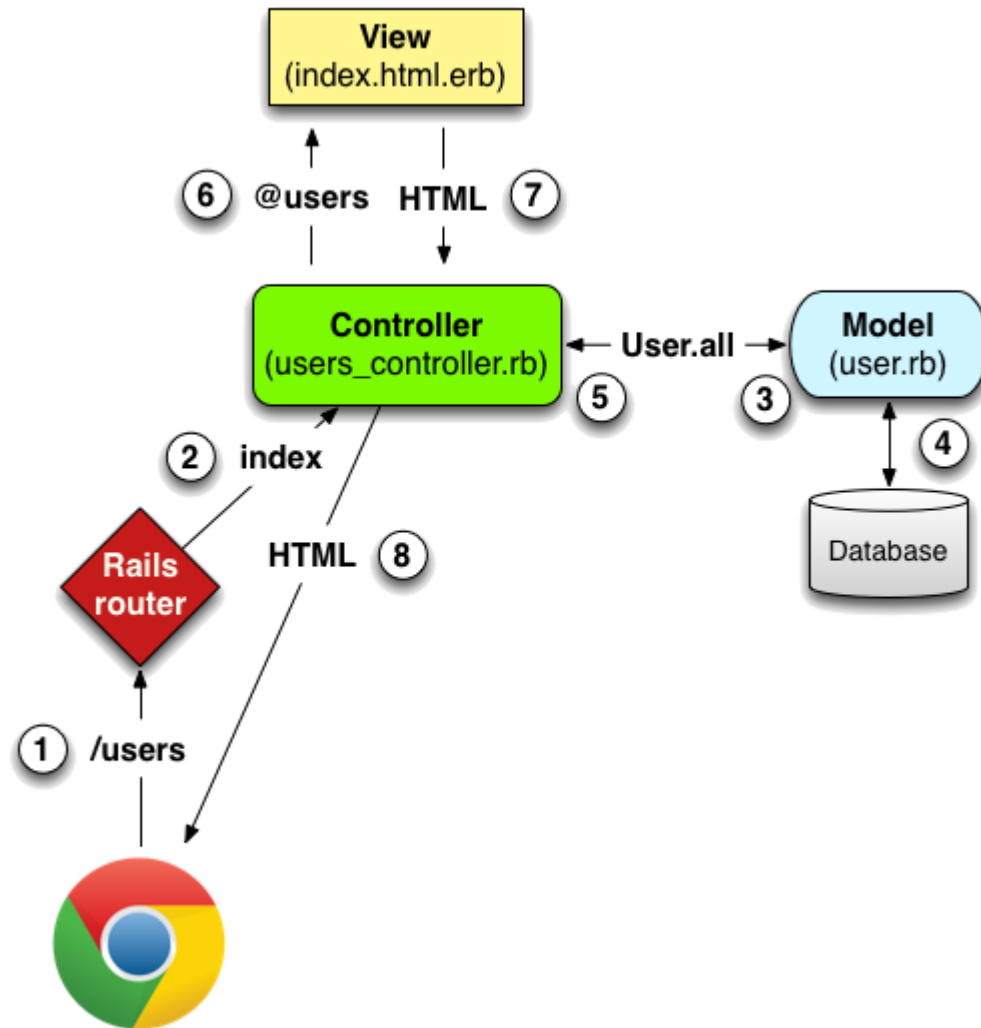 View
(index.html.erb)
6 @users HTML 7
Controller
(users_controller.rb)
User.all
Model
(user.rb)
5
3
4
2 index
Database
HTML 8
Rails
router
1 /users